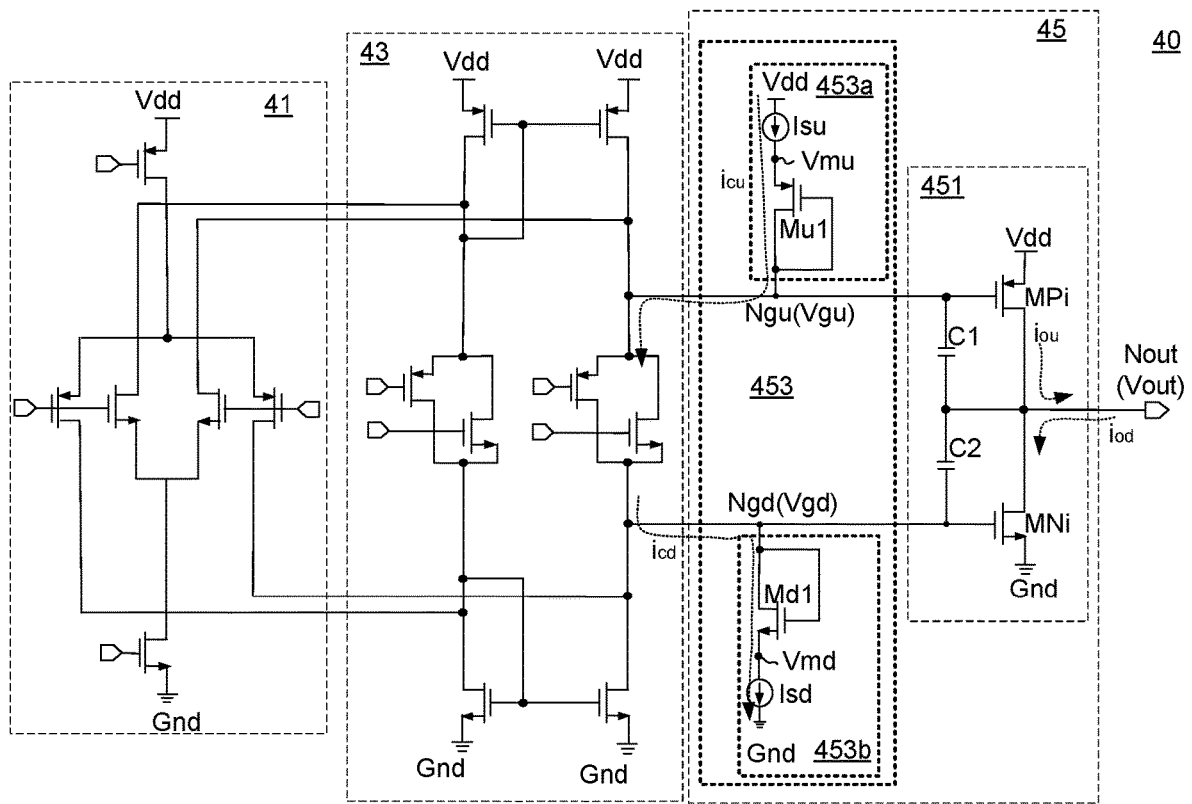 45
40
43
Vdd
Vdd
453a
Vdd
41
Vdd
Isu
Vmu
icu
451
Mu1
Vdd
MPi
Ngu(Vgu)
C1
iou
Nout
(Vout)
453
iod
C2
Ngd(Vgd)
MNi
icd
Gnd
Md1
Vmd
Isd
Gnd
Gnd
453b
Gnd
Gnd